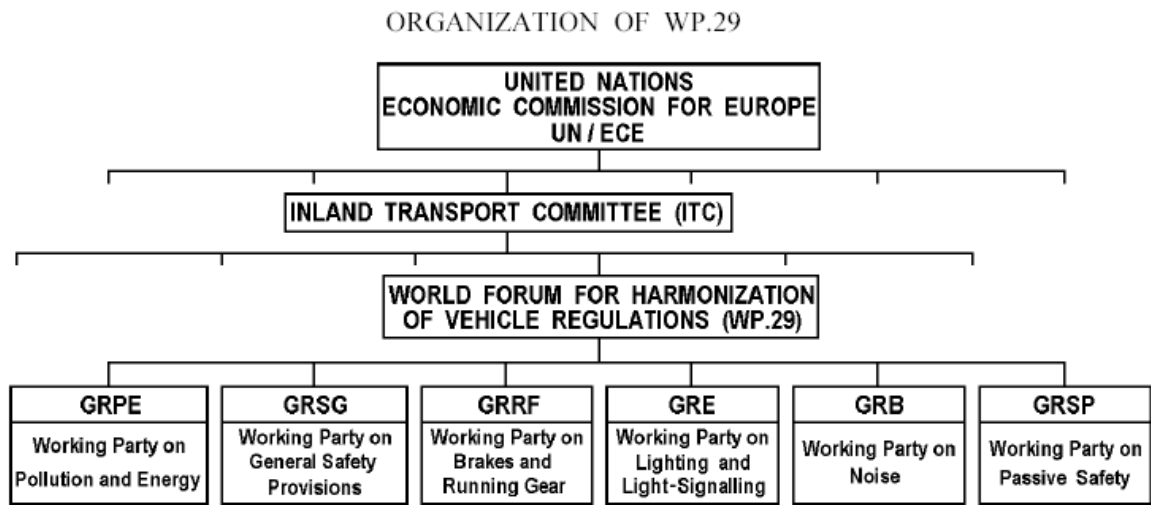 ORGANIZATION OF WP.29
UNITED NATIONS
ECONOMIC COMMISSION FOR EUROPE
UN / ECE
INLAND TRANSPORT COMMITTEE (ITC)
WORLD FORUM FOR HARMONIZATION
OF VEHICLE REGULATIONS (WP.29)
GRPE
Working Party on
Pollution and Energy
GRSG
Working Party on
General Safety
Provisions
GRRF
Working Party on
Brakes and
Running Gear
GRE
Working Party on
Lighting and
Light-Signalling
GRB
Working Party on
Noise
GRSP
Working Party on
Passive Safety